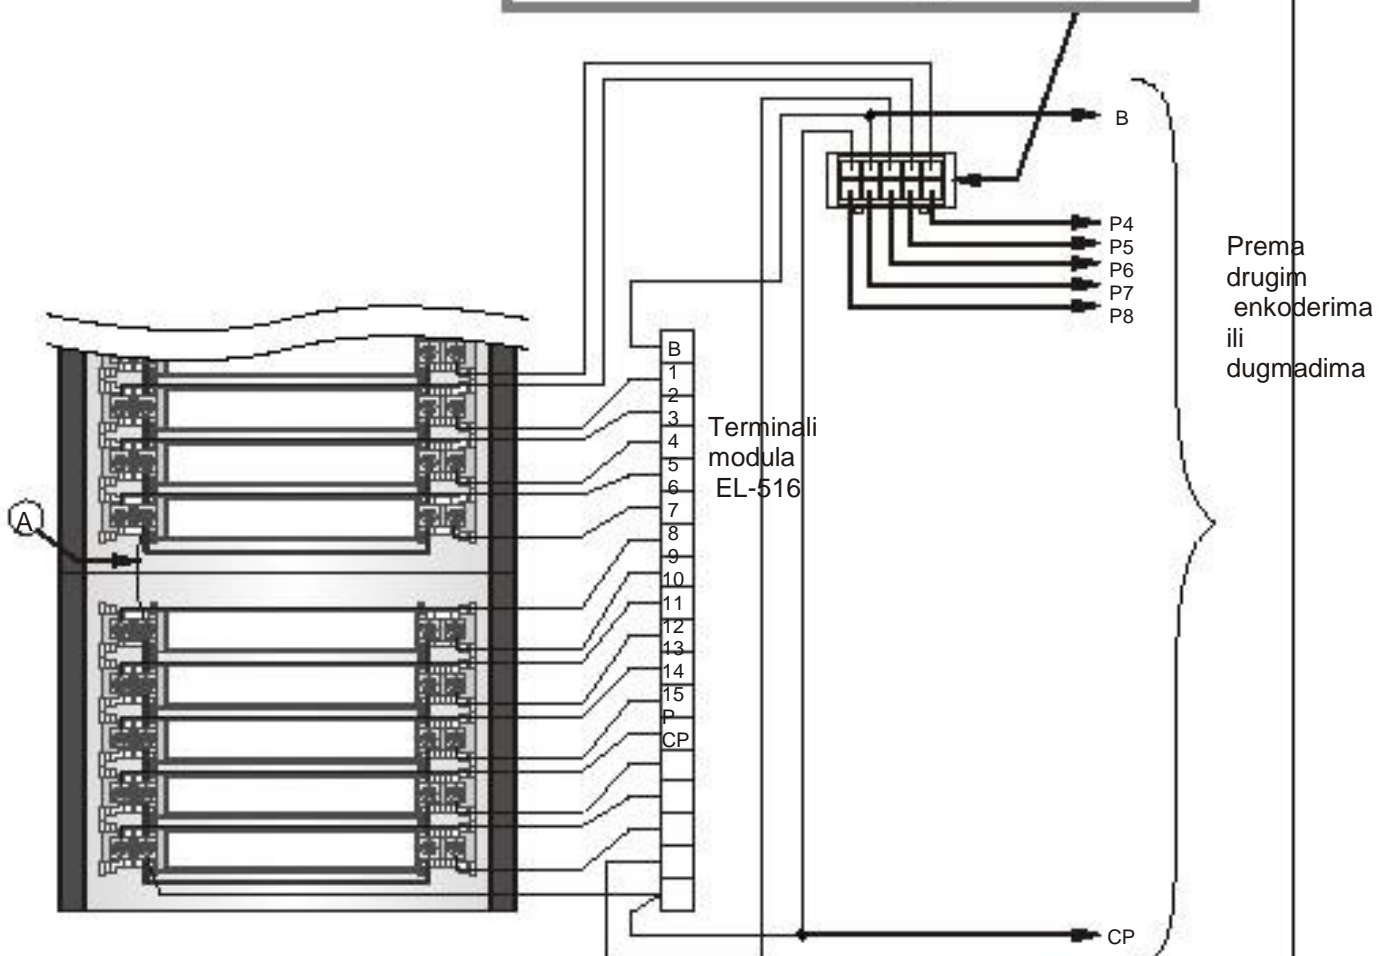 B
P4
P5
P6
P7
P8
Prema
drugim
enkoderima
ili
dugmadima
B
1
2
3
4
5
6
7
8
9
10
11
12
13
14
15
P
CP
Terminali
modula
EL-516
A
CP